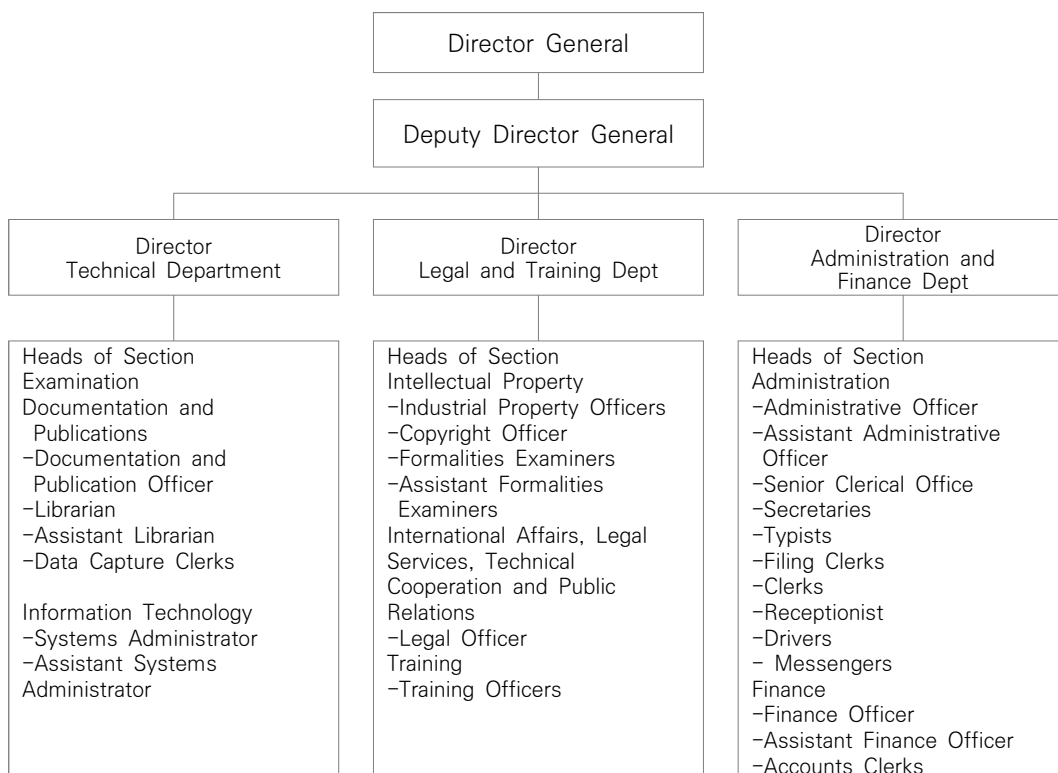 Director General
Deputy Director General
Director
Technical Department
Director
Legal and Training Dept
Director
Administration and
Finance Dept
Heads of Section
Examination
Documentation and
Publications
-Documentation and
Publication Officer
-Librarian
-Assistant Librarian
-Data Capture Clerks
Information Technology
-Systems Administrator
-Assistant Systems
Administrator
Heads of Section
Intellectual Property
-Industrial Property Officers
-Copyright Officer
-Formalities Examiners
-Assistant Formalities
Examiners
International Affairs, Legal
Services, Technical
Cooperation and Public
Relations
-Legal Officer
Training
-Training Officers
Heads of Section
Administration
-Administrative Officer
-Assistant Administrative
Officer
-Senior Clerical Office
-Secretaries
-Typists
-Filing Clerks
-Clerks
-Receptionist
-Drivers
- Messengers
Finance
-Finance Officer
-Assistant Finance Officer
-Accounts Clerks